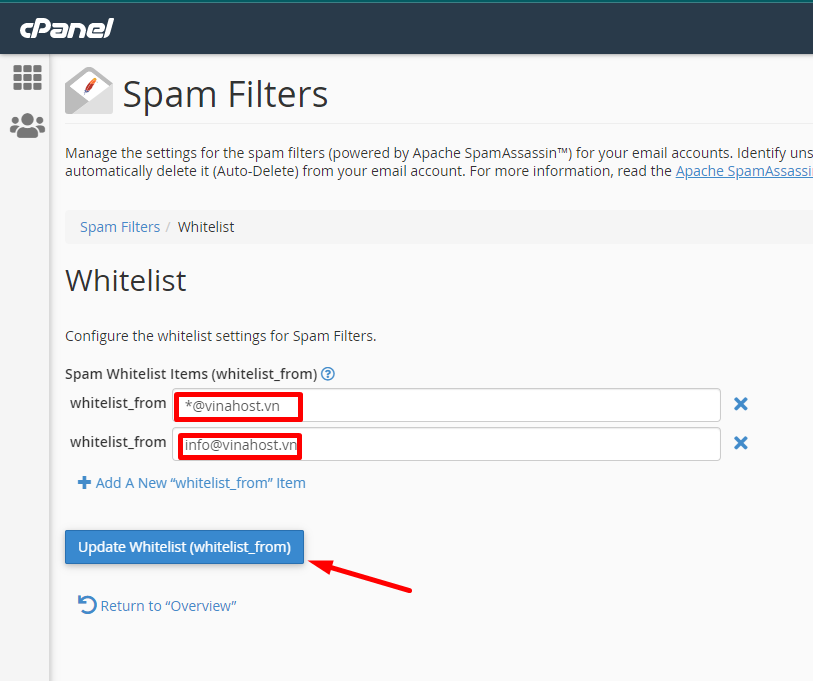 cPanel
Spam Filters
Manage the settings for the spam filters (powered by Apache SpamAssassin™) for your email accounts. Identify uns
automatically delete it (Auto-Delete) from your email account. For more information, read the Apache SpamAssassi
Spam Filters / Whitelist
Whitelist
Configure the whitelist settings for Spam Filters.
Spam Whitelist Items (whitelist_from)
whitelist_from *@vinahost.vn
whitelist_from info@vinahost.vn
Add A New “whitelist_from” Item
Update Whitelist (whitelist_from)
Return to “Overview”